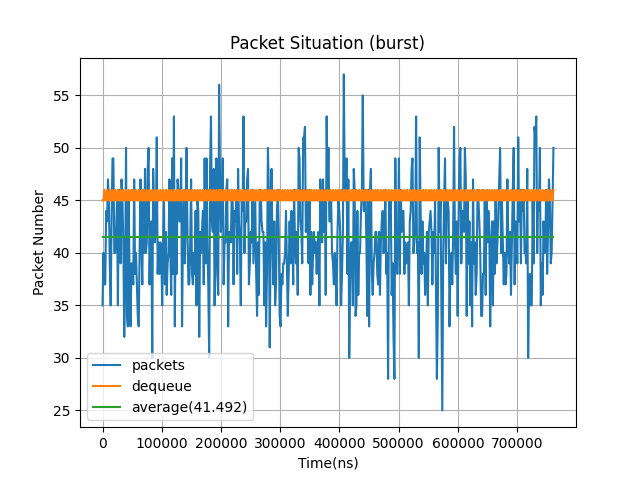 Packet Situation (burst)
Packet Number
55
50
45
40
35
30
25
packets
dequeue
average(41.492)
0 100000 200000 300000 400000 500000 600000 700000
Time(ns)